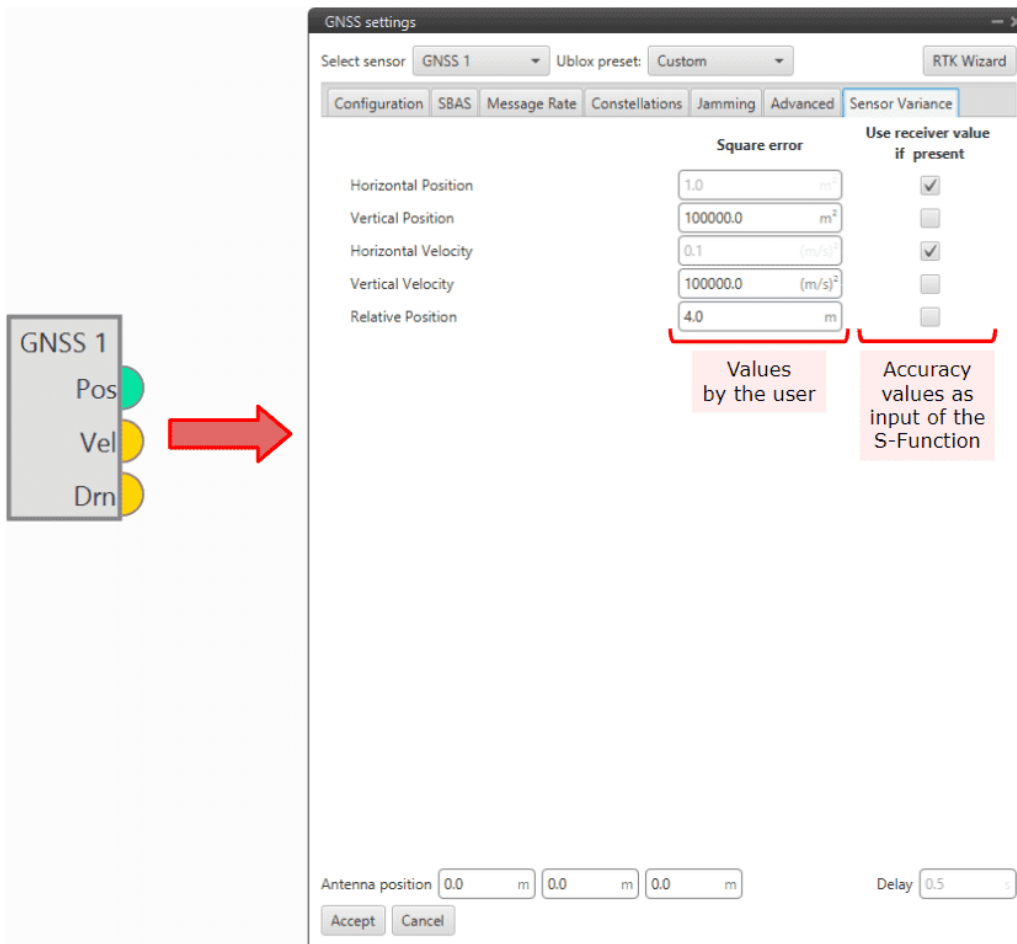 GNSS settings
Select sensor GNSS 1 Ublox preset: Custom RTK Wizard
Configuration SBAS Message Rate Constellations Jamming Advanced Sensor Variance
Square error
Use receiver value
if present
Horizontal Position 1.0 m²
Vertical Position 100000.0 m²
Horizontal Velocity 0.1 (m/s)²
Vertical Velocity 100000.0 (m/s)²
Relative Position 4.0 m
Values
by the user
Accuracy
values as
input of the
S-Function
GNSS 1
Pos
Vel
Drn
Antenna position 0.0 m 0.0 m 0.0 m Delay 0.5 s
Accept Cancel